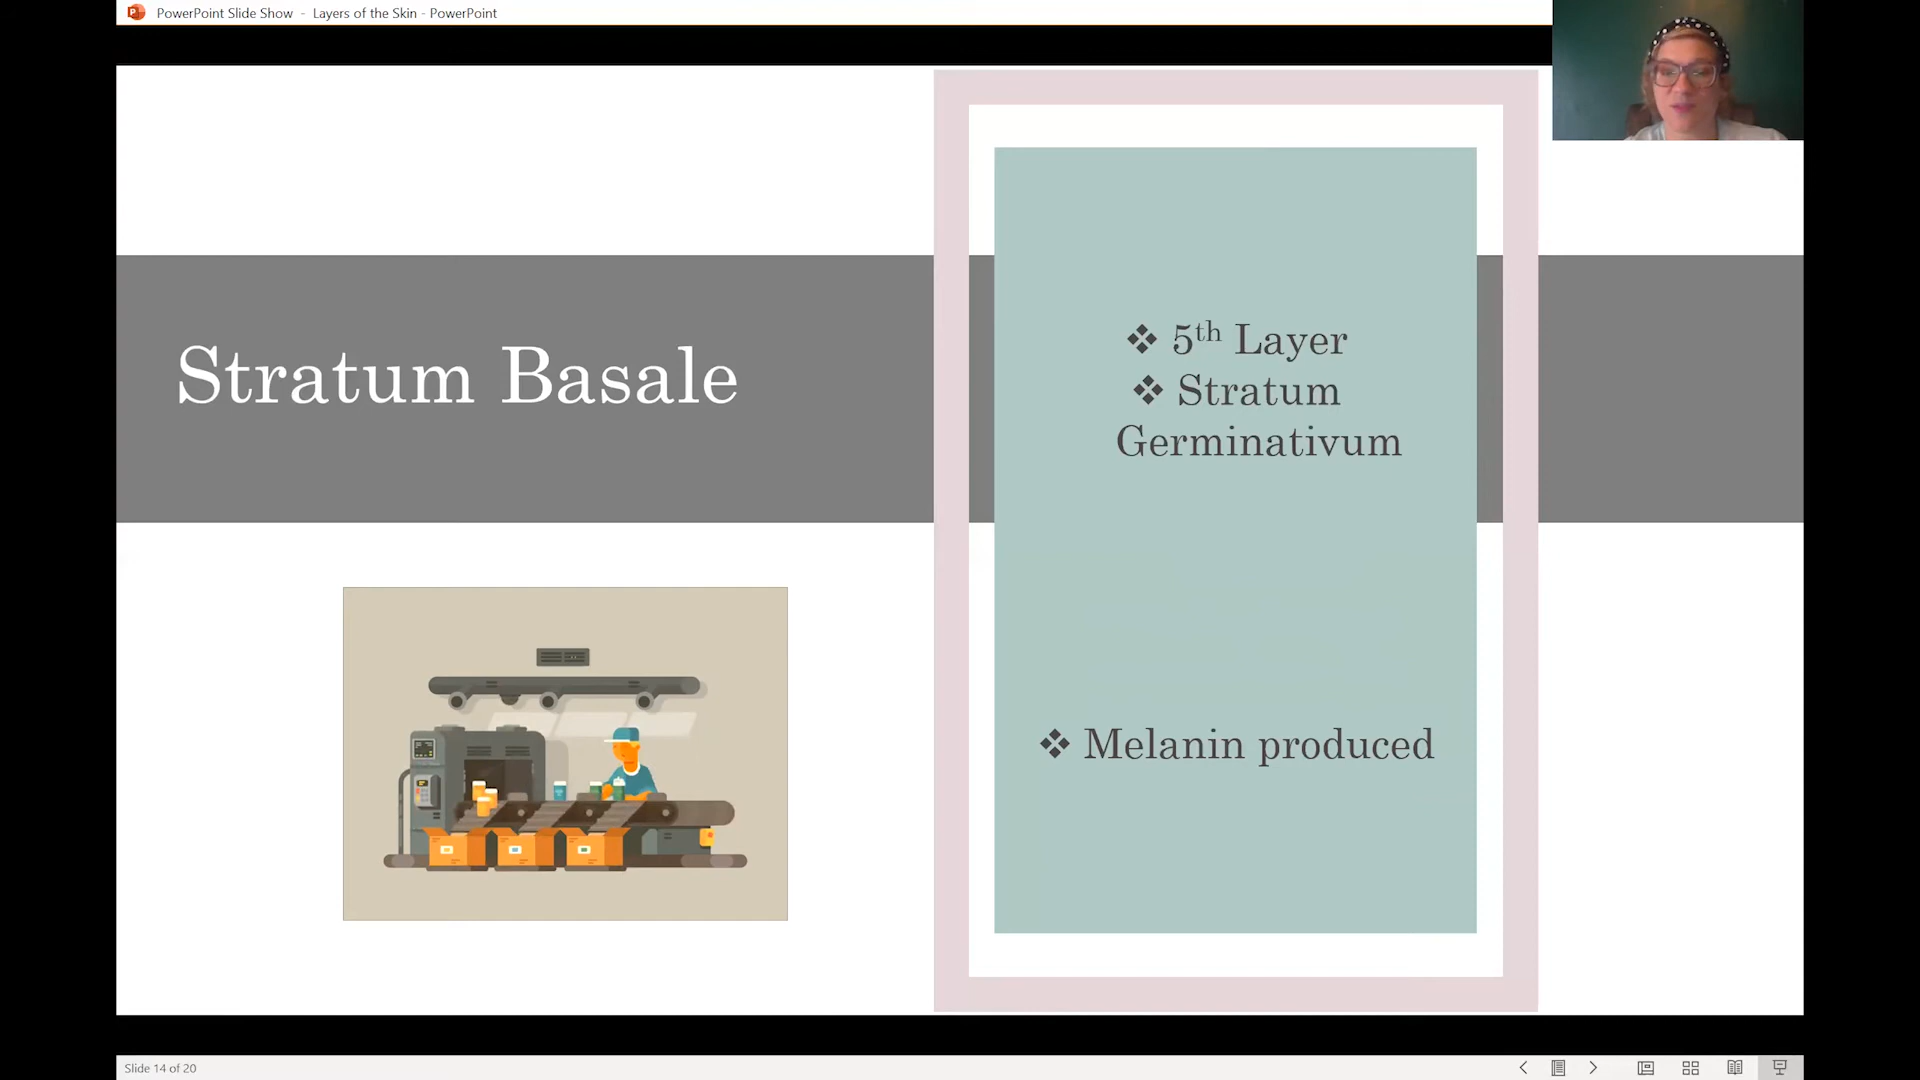 PowerPoint Slide Show - Layers of the Skin - PowerPoint
Stratum Basale
❖ 5th Layer
❖ Stratum
Germinativum
❖ Melanin produced
Slide 14 of 20